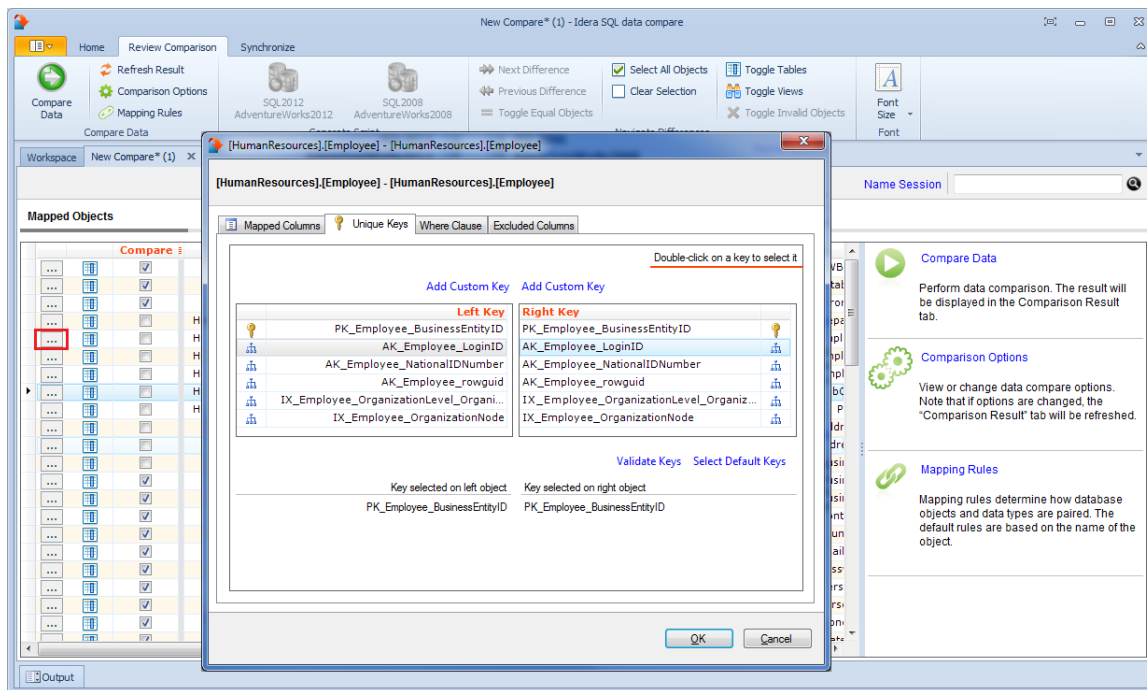 New Compare* (1) - Idera SQL data compare
Home Review Comparison Synchronize
Compare Data
Refresh Result
Comparison Options
Mapping Rules
Compare Data
SQL2012 AdventureWorks2012
SQL2008 AdventureWorks2008
Next Difference
Previous Difference
Toggle Equal Objects
Select All Objects
Clear Selection
Toggle Tables
Toggle Views
Toggle Invalid Objects
A
Font Size
Font
Workspace New Compare* (1)
Name Session
Mapped Objects
Compare
[HumanResources].[Employee] - [HumanResources].[Employee]
[HumanResources].[Employee] - [HumanResources].[Employee]
Mapped Columns Unique Keys Where Clause Excluded Columns
Double-click on a key to select it
Add Custom Key Add Custom Key
Left Key Right Key
PK_Employee_BusinessEntityID PK_Employee_BusinessEntityID
AK_Employee_LoginID AK_Employee_LoginID
AK_Employee_NationalIDNumber AK_Employee_NationalIDNumber
AK_Employee_rowguid AK_Employee_rowguid
IX_Employee_OrganizationLevel_Organi... IX_Employee_OrganizationLevel_Organiz...
IX_Employee_OrganizationNode IX_Employee_OrganizationNode
Validate Keys Select Default Keys
Key selected on left object Key selected on right object
PK_Employee_BusinessEntityID PK_Employee_BusinessEntityID
OK Cancel
Compare Data
Perform data comparison. The result will
be displayed in the Comparison Result
tab.
Comparison Options
View or change data compare options.
Note that if options are changed, the
"Comparison Result" tab will be refreshed.
Mapping Rules
Mapping rules determine how database
objects and data types are paired. The
default rules are based on the name of the
object.
Output